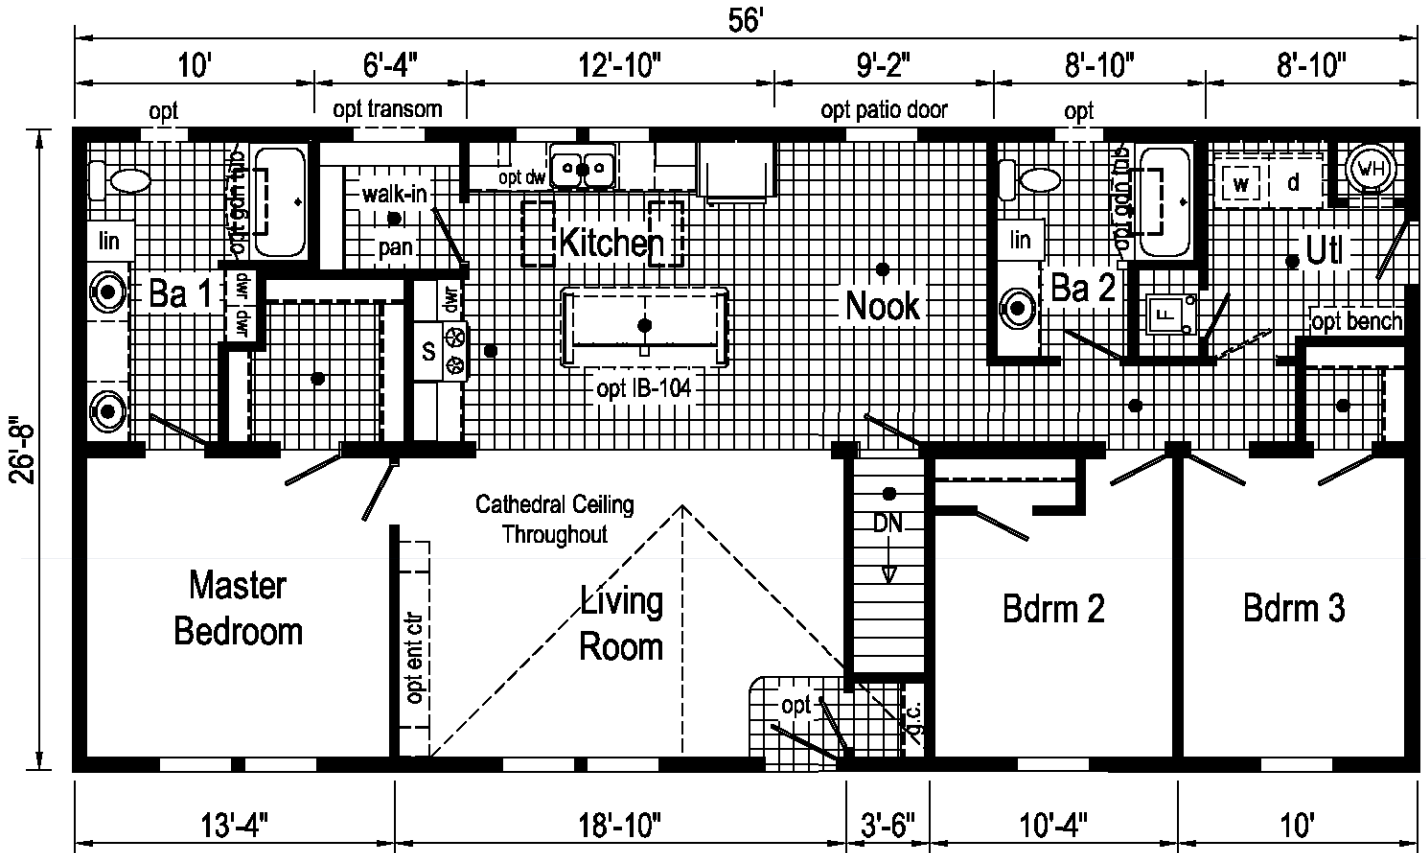 56'
10'
6'-4"
12'-10"
9'-2"
8'-10"
8'-10"
opt
opt transom
opt patio door
opt
opt gdn tub
walk-in
pan
opt dw
Kitchen
lin
Ba 1
dwr
dwr
dwr
S
opt IB-104
Nook
opt gdn tub
lin
Ba 2
F
w
d
WH
Utl
opt bench
26'-8"
Cathedral Ceiling
Throughout
DN
Master
Bedroom
opt ent ctr
Living
Room
opt
g.c.
Bdrm 2
Bdrm 3
13'-4"
18'-10"
3'-6"
10'-4"
10'